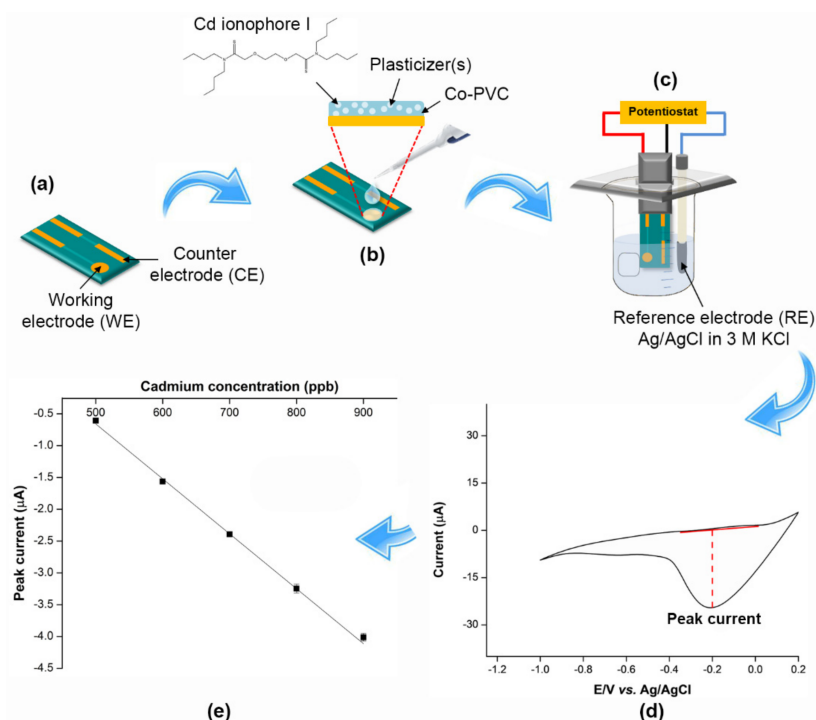 Cd ionophore I
Plasticizer(s)
Co-PVC
(a)
Counter
electrode (CE)
Working
electrode (WE)
(b)
(c)
Potentiostat
Reference electrode (RE)
Ag/AgCl in 3 M KCl
Cadmium concentration (ppb)
500 600 700 800 900
Peak current (µA)
-0.5
-1.0
-1.5
-2.0
-2.5
-3.0
-3.5
-4.0
-4.5
(e)
Current (µA)
30
15
0
-15
-30
Peak current
-1.2 -1.0 -0.8 -0.6 -0.4 -0.2 0.0 0.2
E/V vs. Ag/AgCl
(d)